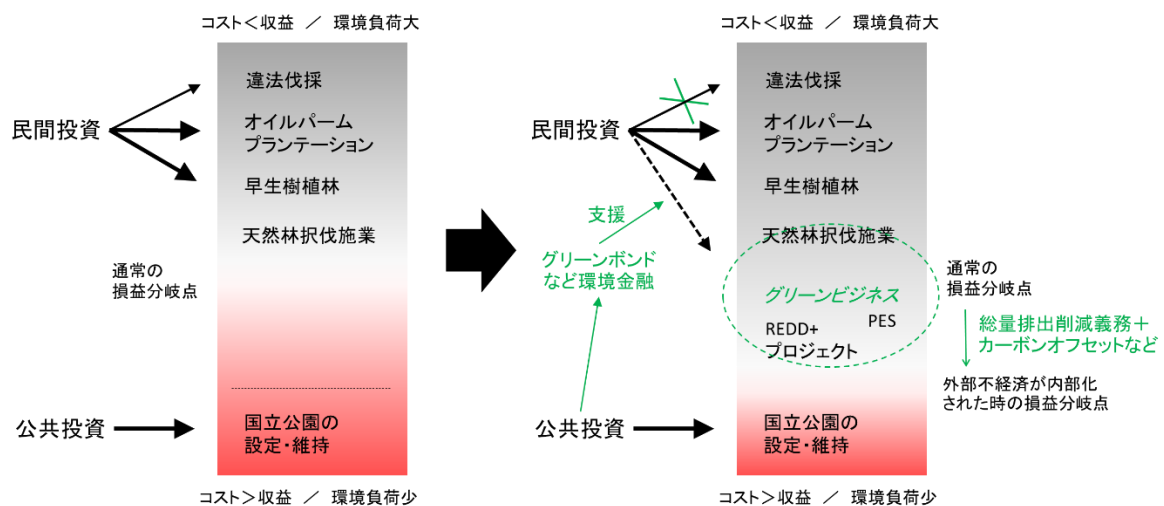 コスト＜収益 ／ 環境負荷大
民間投資
違法伐採
オイルパーム
プランテーション
早生樹植林
天然林択伐施業
通常の
損益分岐点
公共投資
国立公園の
設定・維持
コスト＞収益 ／ 環境負荷少
コスト＜収益 ／ 環境負荷大
民間投資
違法伐採
オイルパーム
プランテーション
早生樹植林
支援
天然林択伐施業
グリーンボンド
など環境金融
グリーンビジネス
PES
REDD+
プロジェクト
通常の
損益分岐点
総量排出削減義務＋
カーボンオフセットなど
外部不経済が内部化
された時の損益分岐点
公共投資
国立公園の
設定・維持
コスト＞収益 ／ 環境負荷少